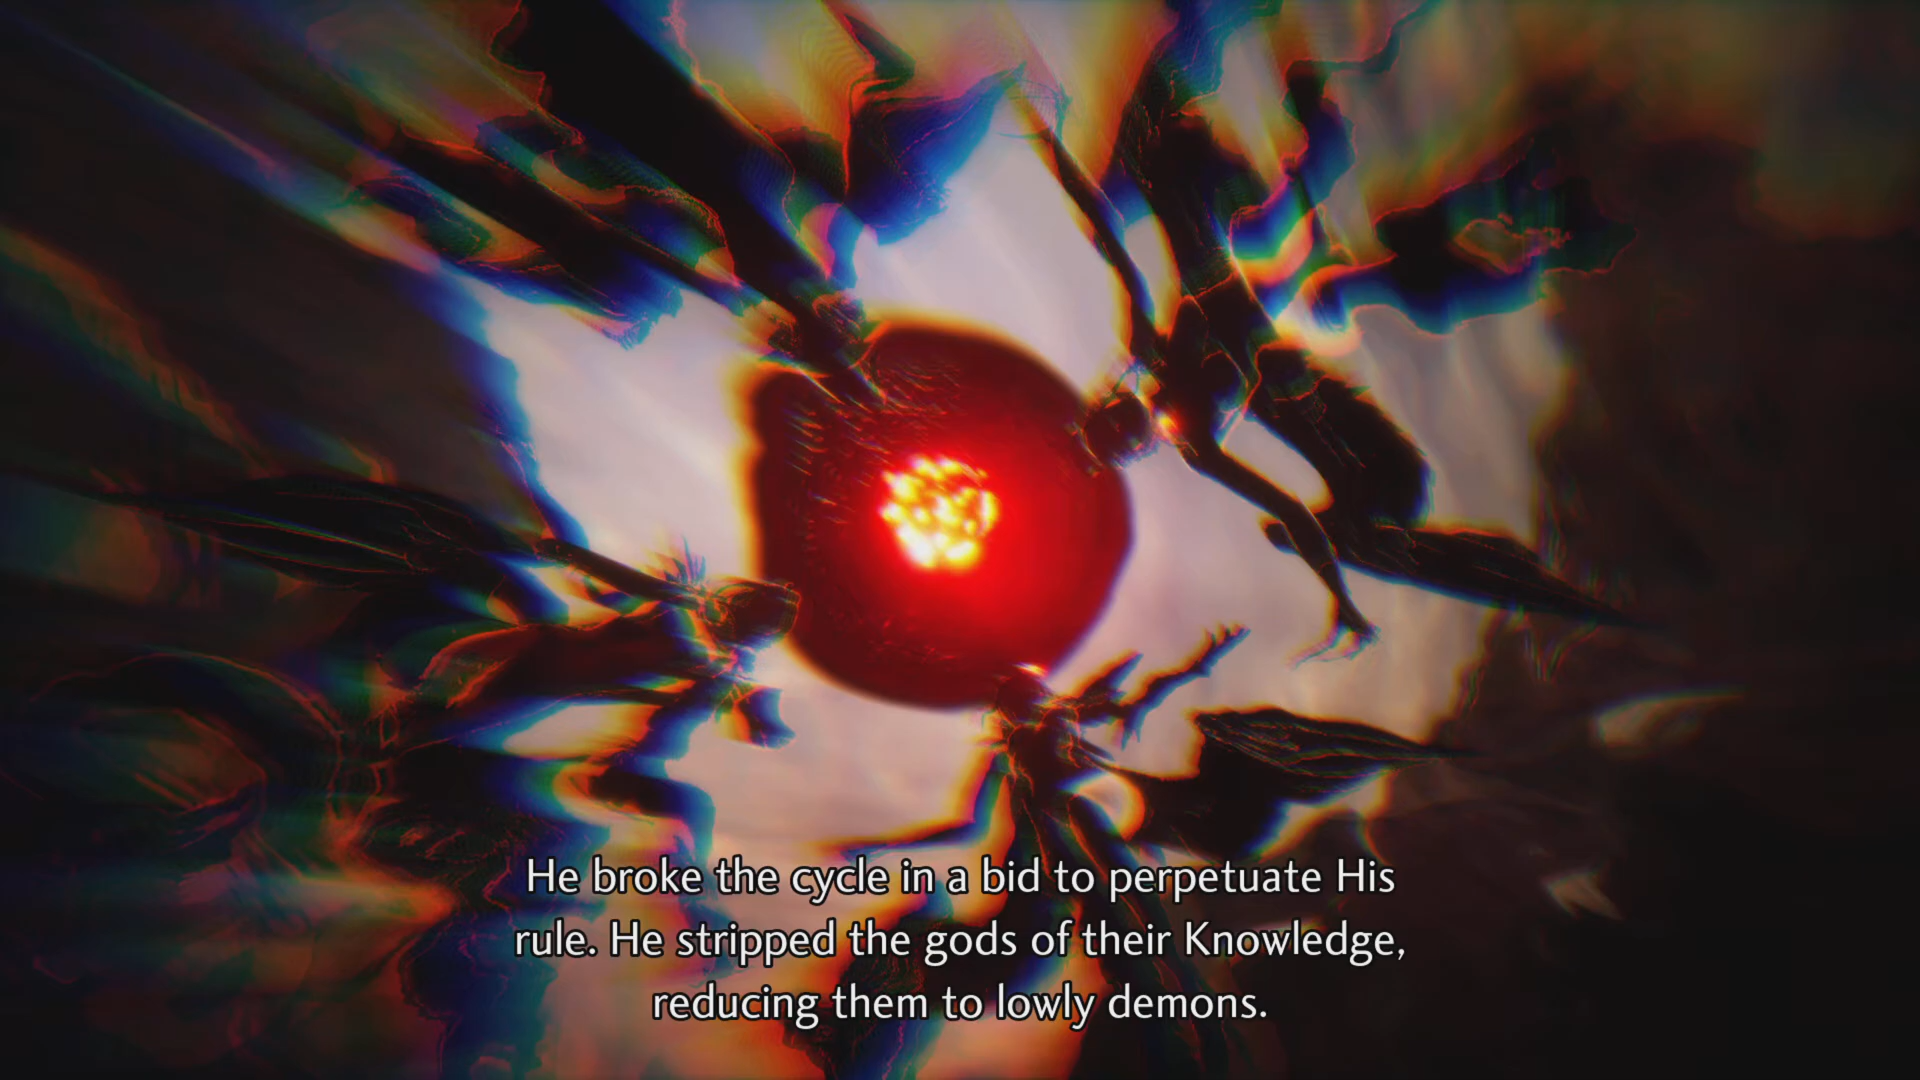 He broke the cycle in a bid to perpetuate His
rule. He stripped the gods of their Knowledge,
reducing them to lowly demons.